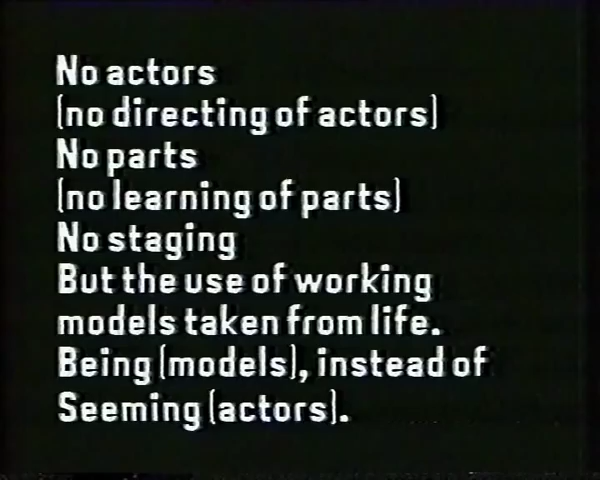 No actors
(no directing of actors)
No parts
(no learning of parts)
No staging
But the use of working
models taken from life.
Being (models), instead of
Seeming (actors).